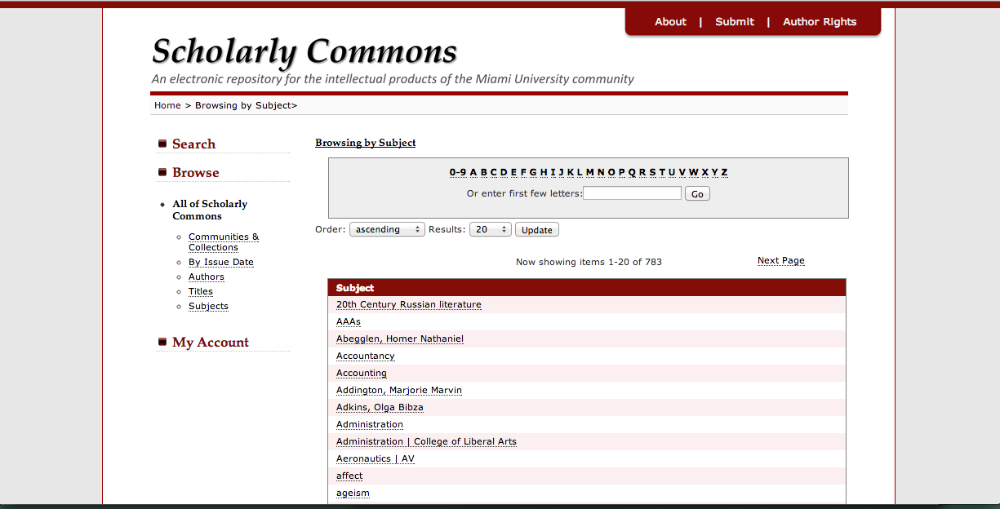 About | Submit | Author Rights
Scholarly Commons
An electronic repository for the intellectual products of the Miami University community
Home > Browsing by Subject>
Search
Browse
All of Scholarly
Commons
Communities &
Collections
By Issue Date
Authors
Titles
Subjects
My Account
Browsing by Subject
0-9 A B C D E F G H I J K L M N O P Q R S T U V W X Y Z
Or enter first few letters: Go
Order: ascending Results: 20 Update
Now showing items 1-20 of 783 Next Page
Subject
20th Century Russian literature
AAAs
Abegglen, Homer Nathaniel
Accountancy
Accounting
Addington, Marjorie Marvin
Adkins, Olga Bibza
Administration
Administration | College of Liberal Arts
Aeronautics | AV
affect
ageism